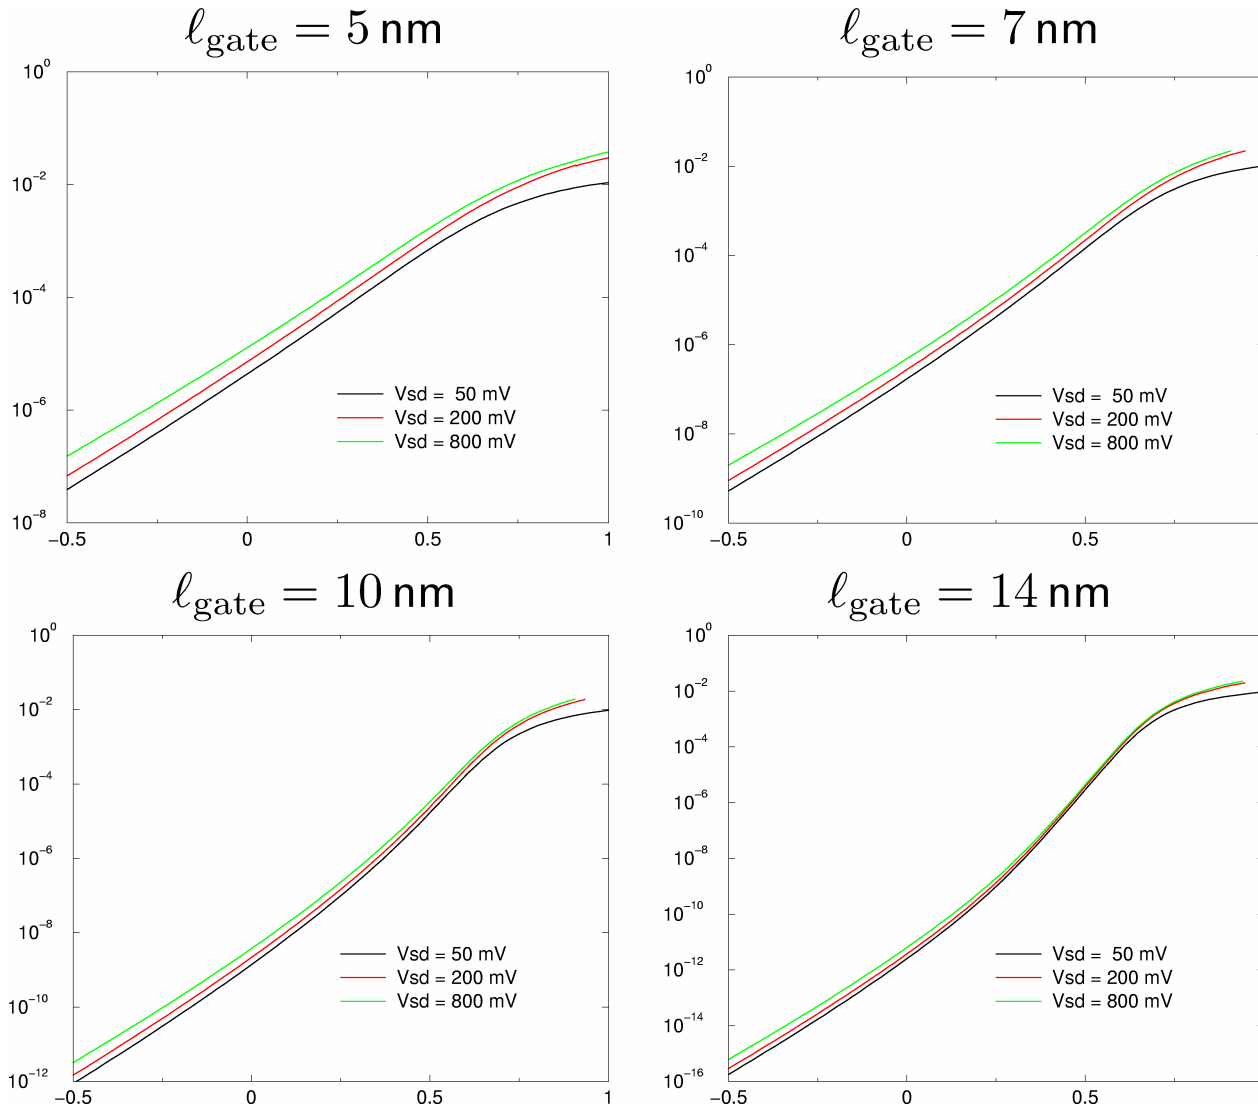 ℓgate = 5 nm
10^0
10^−2
10^−4
10^−6
10^−8
−0.5 0 0.5 1
Vsd = 50 mV
Vsd = 200 mV
Vsd = 800 mV
ℓgate = 7 nm
10^0
10^−2
10^−4
10^−6
10^−8
10^−10
−0.5 0 0.5
Vsd = 50 mV
Vsd = 200 mV
Vsd = 800 mV
ℓgate = 10 nm
10^0
10^−2
10^−4
10^−6
10^−8
10^−10
10^−12
−0.5 0 0.5 1
Vsd = 50 mV
Vsd = 200 mV
Vsd = 800 mV
ℓgate = 14 nm
10^0
10^−2
10^−4
10^−6
10^−8
10^−10
10^−12
10^−14
10^−16
−0.5 0 0.5
Vsd = 50 mV
Vsd = 200 mV
Vsd = 800 mV